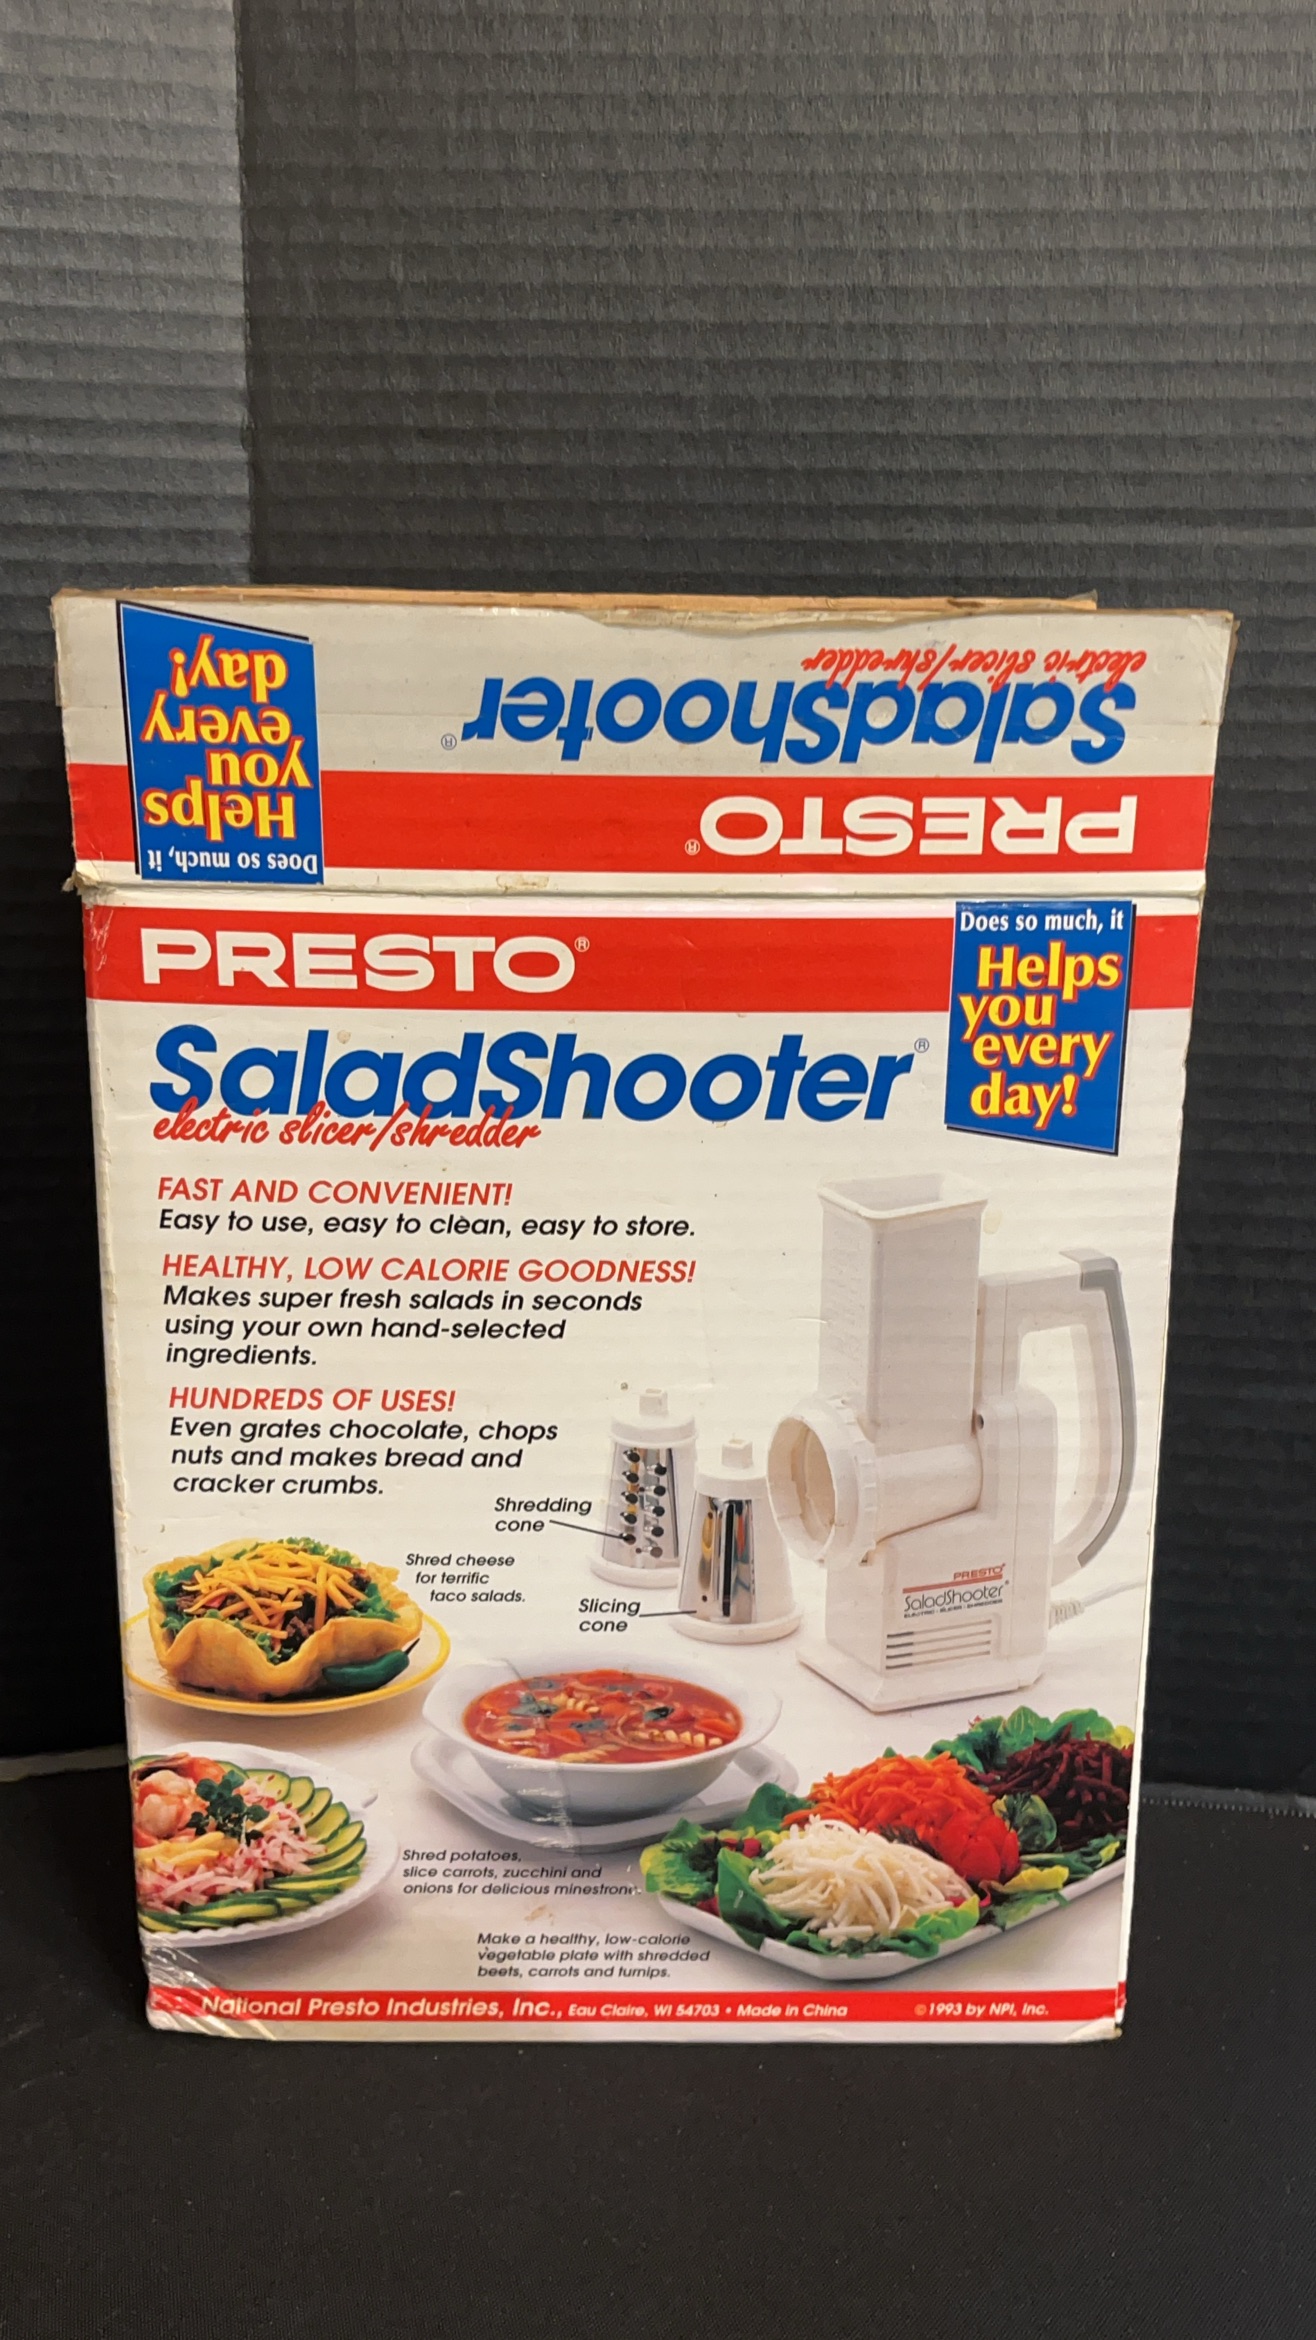 SaladShooter®
electric slicer/shredder
PRESTO®
Does so much, it
Helps
you
every
day!
PRESTO®
Does so much, it
Helps
you
every
day!
SaladShooter®
electric slicer/shredder
FAST AND CONVENIENT!
Easy to use, easy to clean, easy to store.
HEALTHY, LOW CALORIE GOODNESS!
Makes super fresh salads in seconds
using your own hand-selected
ingredients.
HUNDREDS OF USES!
Even grates chocolate, chops
nuts and makes bread and
cracker crumbs.
Shredding
cone
Shred cheese
for terrific
taco salads.
Slicing
cone
PRESTO®
SaladShooter®
ELECTRIC • SLICER • SHREDDER
Shred potatoes,
slice carrots, zucchini and
onions for delicious minestrone.
Make a healthy, low-calorie
vegetable plate with shredded
beets, carrots and turnips.
National Presto Industries, Inc., Eau Claire, WI 54703 • Made in China
©1993 by NPI, Inc.